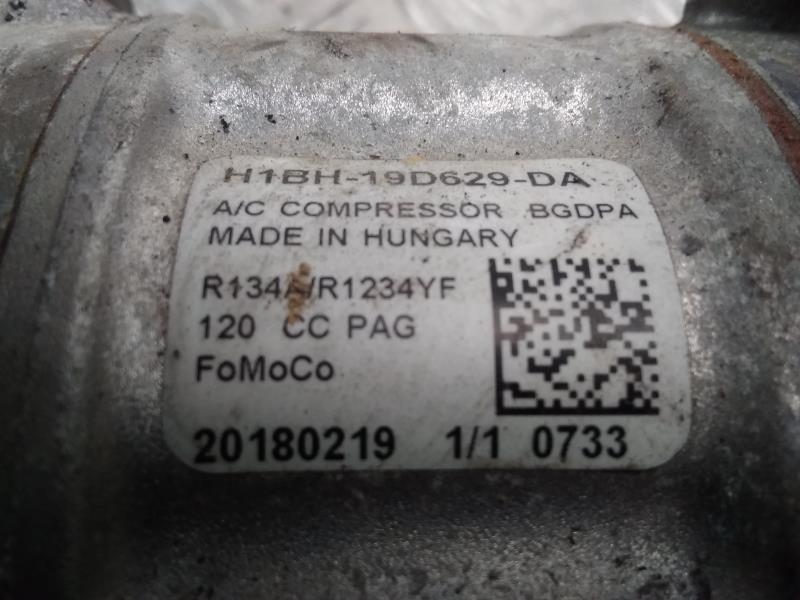 H1BH-19D629-DA
A/C COMPRESSOR BGDPA
MADE IN HUNGARY
R134A/R1234YF
120 CC PAG
FoMoCo
20180219 1/1 0733